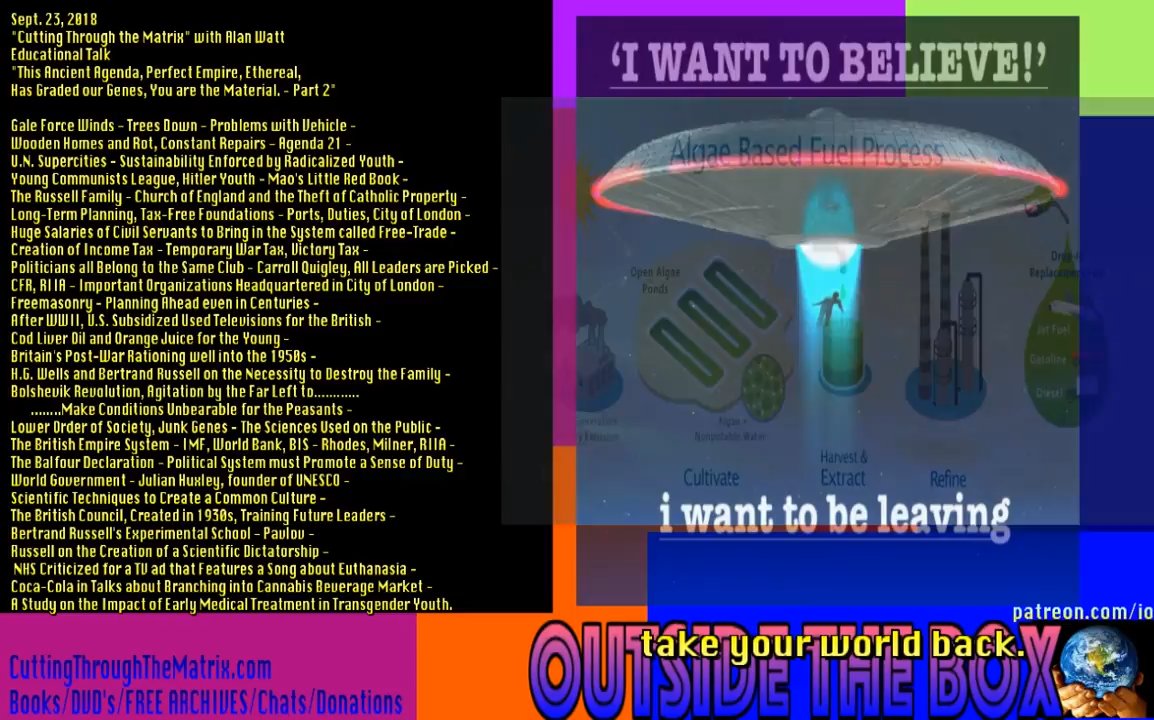 Sept. 23, 2018
"Cutting Through the Matrix" with Alan Watt
Educational Talk
"This Ancient Agenda, Perfect Empire, Ethereal,
Has Graded our Genes, You are the Material. - Part 2"
Gale Force Winds - Trees Down - Problems with Vehicle -
Wooden Homes and Rot, Constant Repairs - Agenda 21 -
U.N. Supercities - Sustainability Enforced by Radicalized Youth -
Young Communists League, Hitler Youth - Mao's Little Red Book -
The Russell Family - Church of England and the Theft of Catholic Property -
Long-Term Planning, Tax-Free Foundations - Ports, Duties, City of London -
Huge Salaries of Civil Servants to Bring in the System called Free-Trade -
Creation of Income Tax - Temporary War Tax, Victory Tax -
Politicians all Belong to the Same Club - Carroll Quigley, All Leaders are Picked -
CFR, RIIA - Important Organizations Headquartered in City of London -
Freemasonry - Planning Ahead even in Centuries -
After WWII, U.S. Subsidized Used Televisions for the British -
Cod Liver Oil and Orange Juice for the Young -
Britain's Post-War Rationing well into the 1950s -
H.G. Wells and Bertrand Russell on the Necessity to Destroy the Family -
Bolshevik Revolution, Agitation by the Far Left to............
........Make Conditions Unbearable for the Peasants -
Lower Order of Society, Junk Genes - The Sciences Used on the Public -
The British Empire System - IMF, World Bank, BIS - Rhodes, Milner, RIIA -
The Balfour Declaration - Political System must Promote a Sense of Duty -
World Government - Julian Huxley, founder of UNESCO -
Scientific Techniques to Create a Common Culture -
The British Council, Created in 1930s, Training Future Leaders -
Bertrand Russell's Experimental School - Pavlov -
Russell on the Creation of a Scientific Dictatorship -
NHS Criticized for a TV ad that Features a Song about Euthanasia -
Coca-Cola in Talks about Branching into Cannabis Beverage Market -
A Study on the Impact of Early Medical Treatment in Transgender Youth.
CuttingThroughTheMatrix.com
Books/DVD's/FREE ARCHIVES/Chats/Donations
'I WANT TO BELIEVE!'
Algae Based Fuel Process
Open Algae
Ponds
Jet Fuel
Gasoline
Diesel
Algae +
Nonpotable Water
Cultivate
Harvest &
Extract
Refine
i want to be leaving
patreon.com/io
take your world back.
OUTSIDE THE BOX